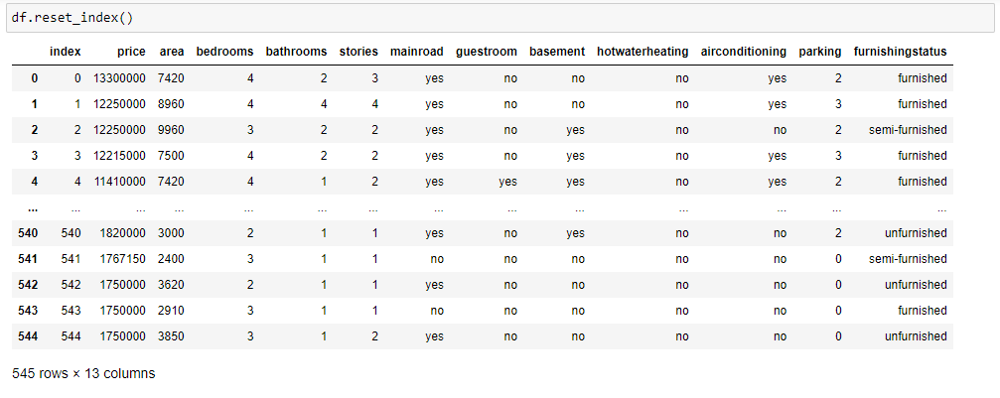 df.reset_index()
index price area bedrooms bathrooms stories mainroad guestroom basement hotwaterheating airconditioning parking furnishingstatus
0 0 13300000 7420 4 2 3 yes no no no yes 2 furnished
1 1 12250000 8960 4 4 4 yes no no no yes 3 furnished
2 2 12250000 9960 3 2 2 yes no yes no no 2 semi-furnished
3 3 12215000 7500 4 2 2 yes no yes no yes 3 furnished
4 4 11410000 7420 4 1 2 yes yes yes no yes 2 furnished
... ... ... ... ... ... ... ... ... ... ... ... ... ...
540 540 1820000 3000 2 1 1 yes no yes no no 2 unfurnished
541 541 1767150 2400 3 1 1 no no no no no 0 semi-furnished
542 542 1750000 3620 2 1 1 yes no no no no 0 unfurnished
543 543 1750000 2910 3 1 1 no no no no no 0 furnished
544 544 1750000 3850 3 1 2 yes no no no no 0 unfurnished
545 rows × 13 columns